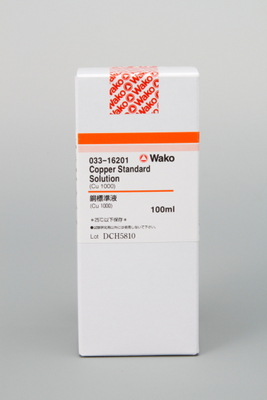 Wako
Wako
033-16201
Wako
Copper Standard
Solution
(Cu 1000)
銅標準液
(Cu 1000)
100ml
Lot DCH5810